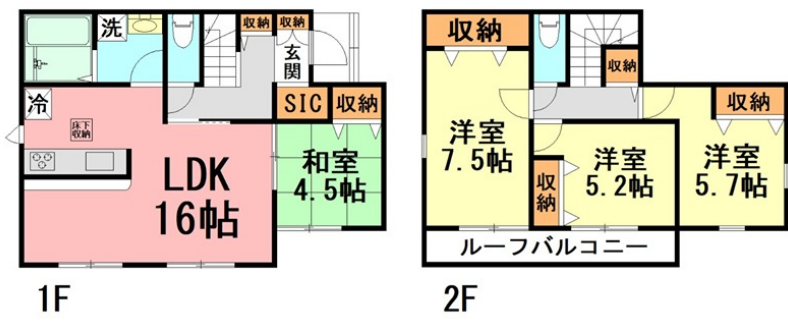 洗
収納
収納
玄関
冷
床下
収納
SIC
収納
LDK
16帖
和室
4.5帖
1F
収納
収納
収納
洋室
7.5帖
収納
洋室
5.2帖
洋室
5.7帖
ルーフバルコニー
2F